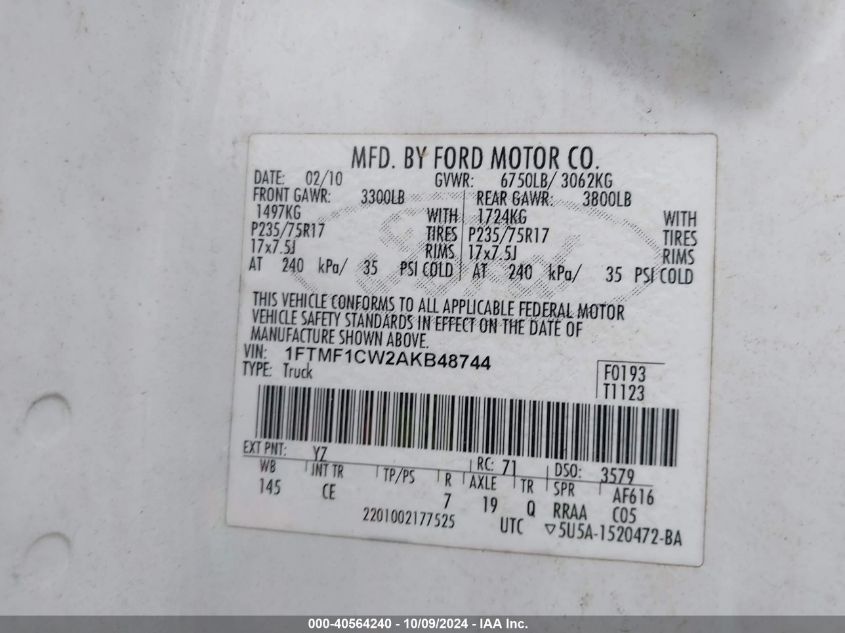 MFD. BY FORD MOTOR CO.
DATE: 02/10 GVWR: 6750LB/ 3062KG
FRONT GAWR: 3300LB REAR GAWR: 3800LB
1497KG WITH 1724KG WITH
P235/75R17 TIRES P235/75R17 TIRES
17x7.5J RIMS 17x7.5J RIMS
AT 240 kPa/ 35 PSI COLD AT 240 kPa/ 35 PSI COLD
THIS VEHICLE CONFORMS TO ALL APPLICABLE FEDERAL MOTOR
VEHICLE SAFETY STANDARDS IN EFFECT ON THE DATE OF
MANUFACTURE SHOWN ABOVE.
VIN: 1FTMF1CW2AKB48744
TYPE: Truck
F0193
T1123
EXT PNT: YZ RC: 71 DSO: 3579
WB INT TR TP/PS R AXLE TR SPR AF616
145 CE 7 19 Q RRAA C05
2201002177525 UTC ▽5U5A-1520472-BA
000-40564240 - 10/09/2024 - IAA Inc.